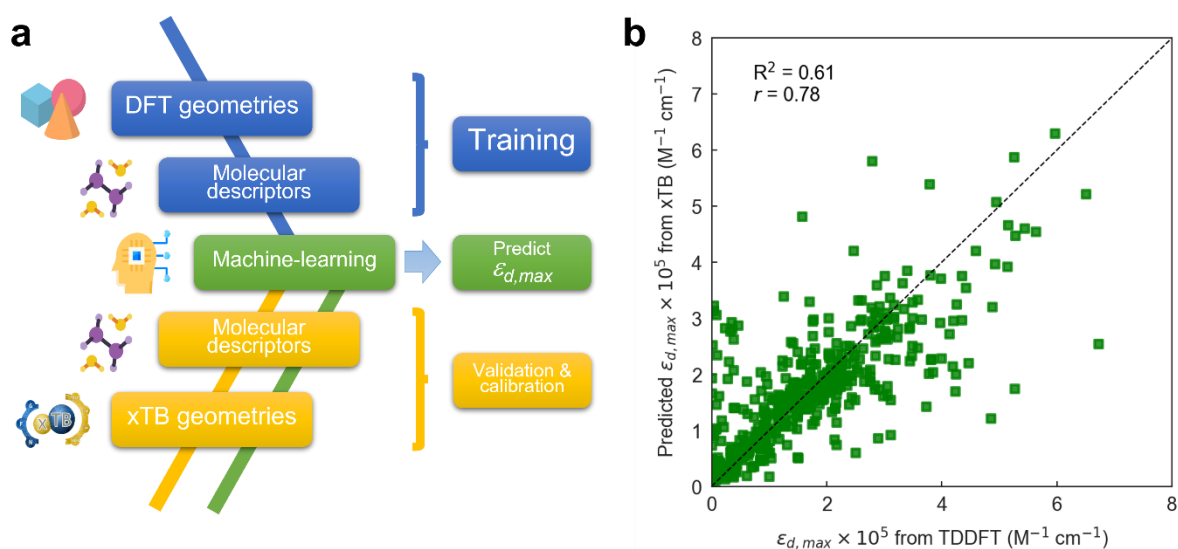 a
DFT geometries
Molecular
descriptors
Training
Machine-learning
Predict
εd,max
Molecular
descriptors
xTB geometries
Validation &
calibration
xTB
b
R² = 0.61
r = 0.78
8
7
6
5
4
3
2
1
0
Predicted εd, max × 10⁵ from xTB (M⁻¹ cm⁻¹)
0
2
4
6
8
εd, max × 10⁵ from TDDFT (M⁻¹ cm⁻¹)